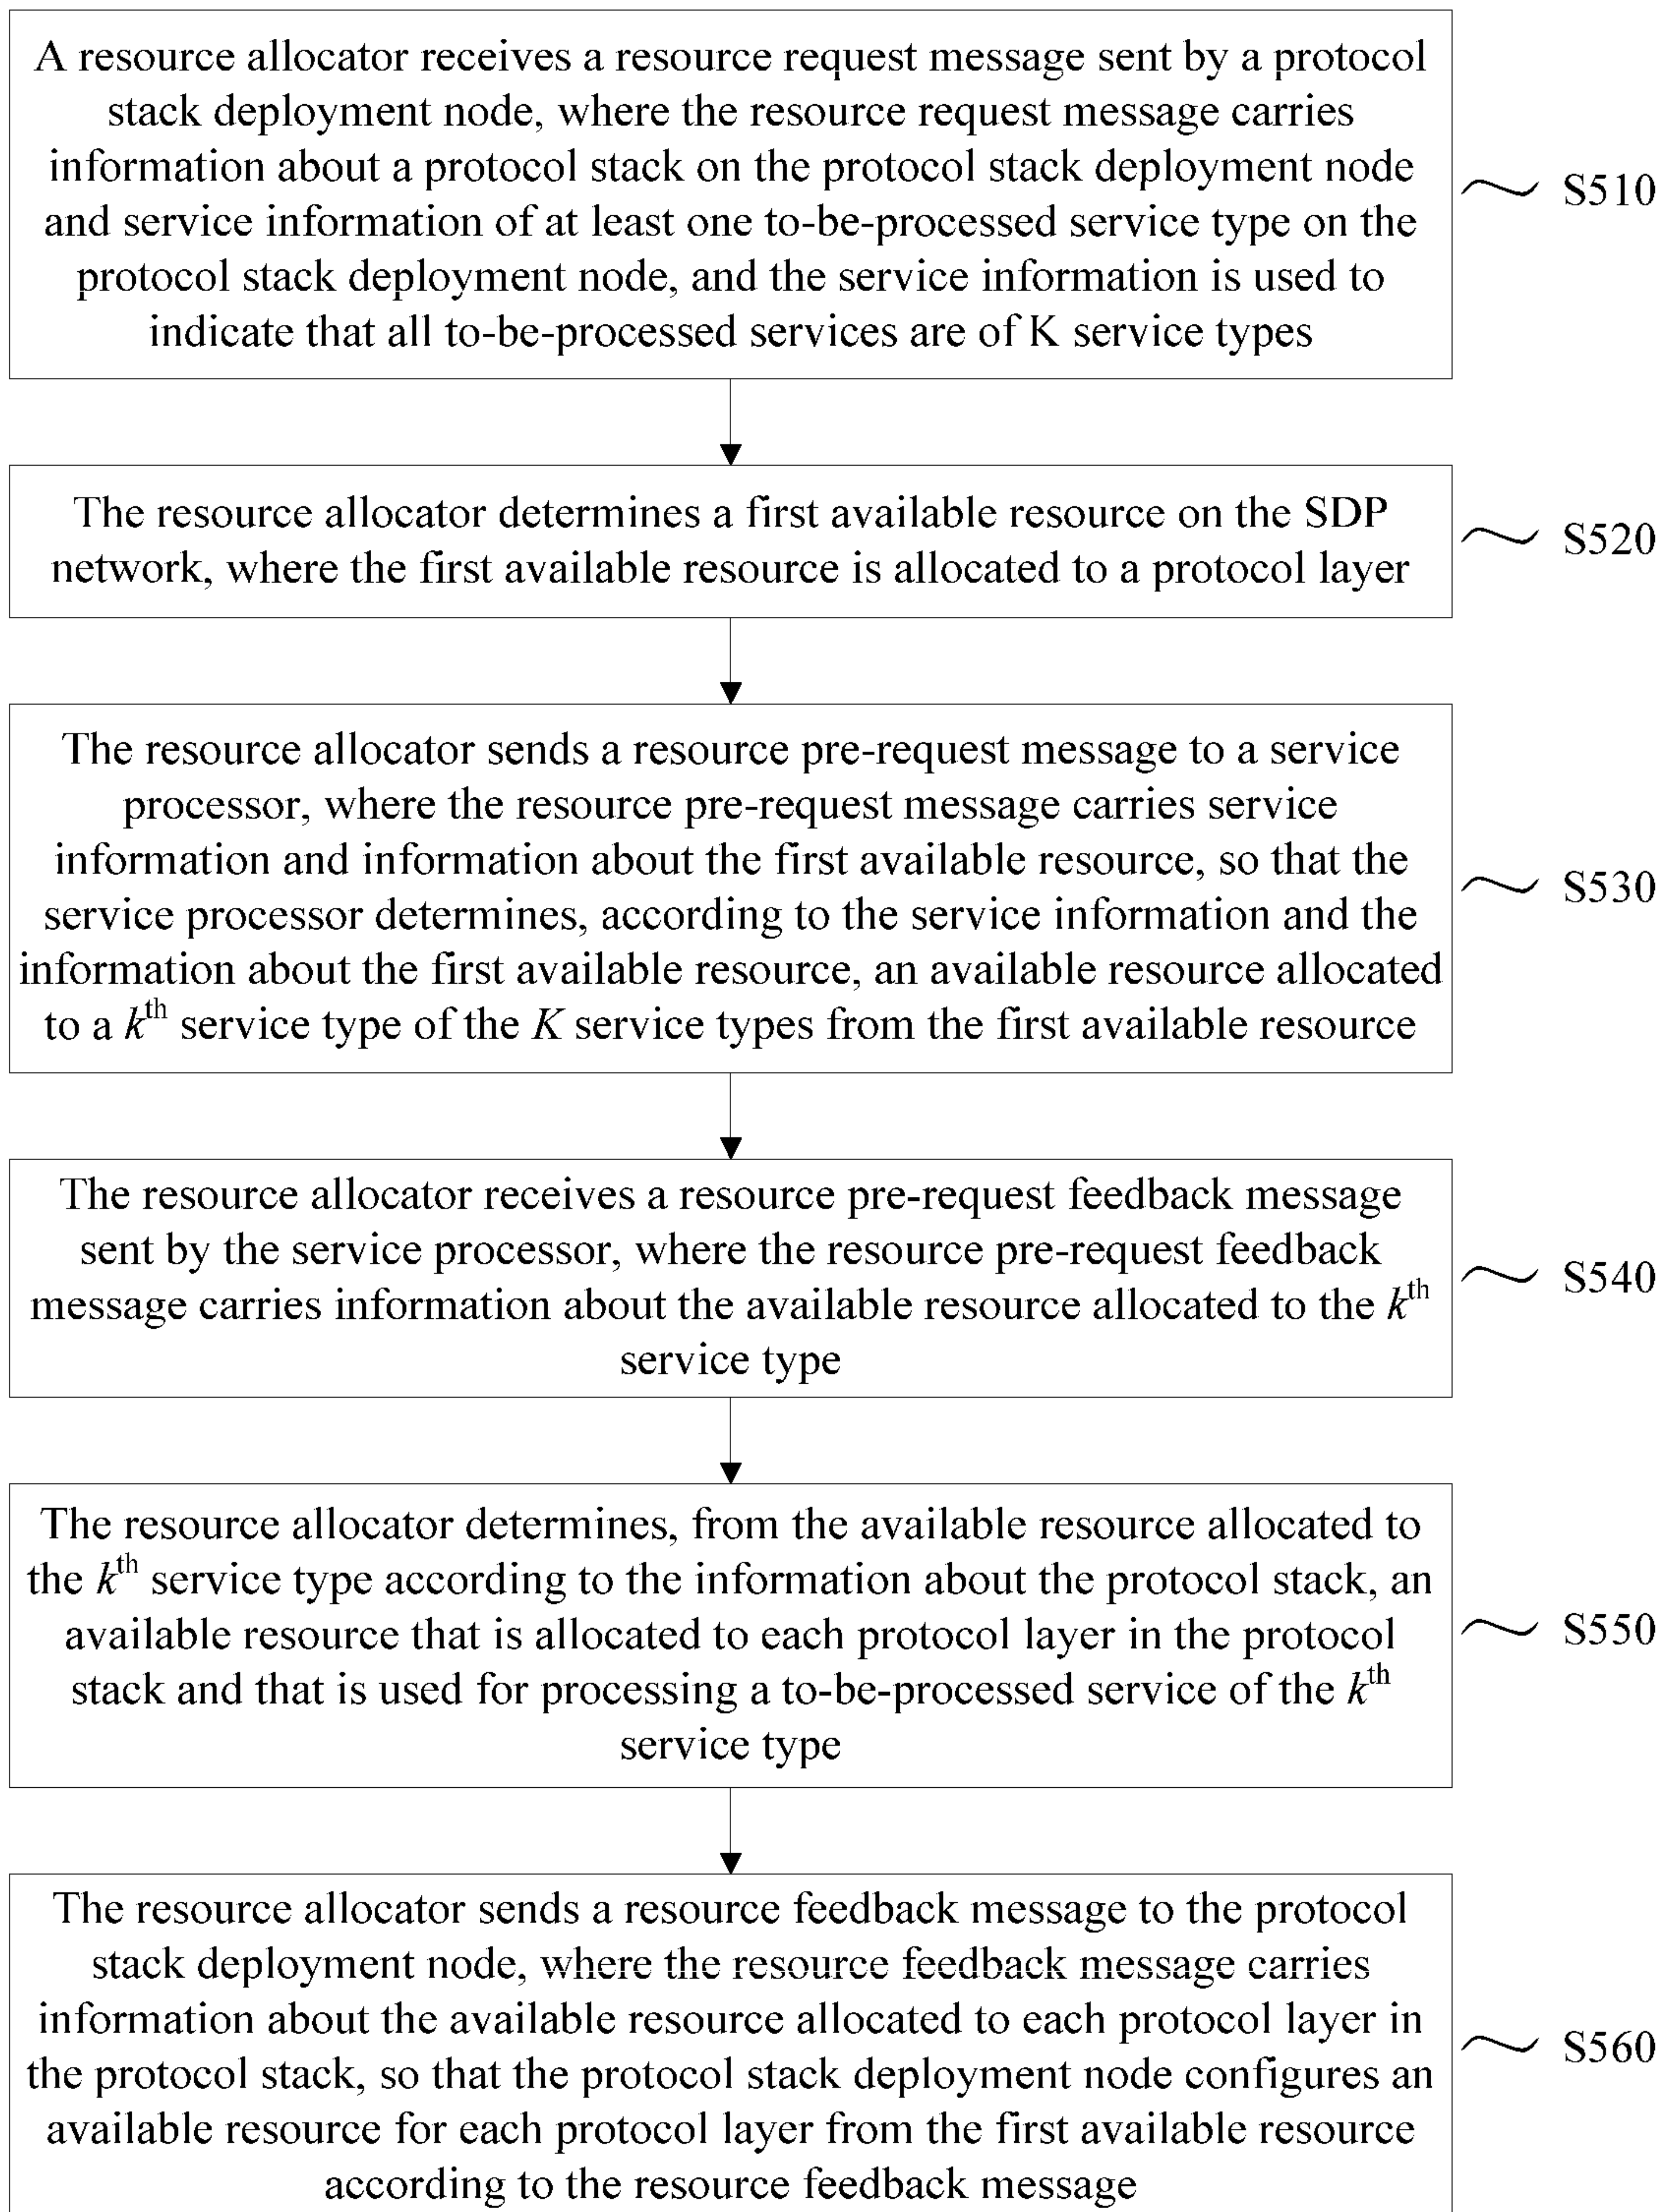 A resource allocator receives a resource request message sent by a protocol
stack deployment node, where the resource request message carries
information about a protocol stack on the protocol stack deployment node
and service information of at least one to-be-processed service type on the
protocol stack deployment node, and the service information is used to
indicate that all to-be-processed services are of K service types
S510
The resource allocator determines a first available resource on the SDP
network, where the first available resource is allocated to a protocol layer
S520
The resource allocator sends a resource pre-request message to a service
processor, where the resource pre-request message carries service
information and information about the first available resource, so that the
service processor determines, according to the service information and the
information about the first available resource, an available resource allocated
to a kth service type of the K service types from the first available resource
S530
The resource allocator receives a resource pre-request feedback message
sent by the service processor, where the resource pre-request feedback
message carries information about the available resource allocated to the kth
service type
S540
The resource allocator determines, from the available resource allocated to
the kth service type according to the information about the protocol stack, an
available resource that is allocated to each protocol layer in the protocol
stack and that is used for processing a to-be-processed service of the kth
service type
S550
The resource allocator sends a resource feedback message to the protocol
stack deployment node, where the resource feedback message carries
information about the available resource allocated to each protocol layer in
the protocol stack, so that the protocol stack deployment node configures an
available resource for each protocol layer from the first available resource
according to the resource feedback message
S560